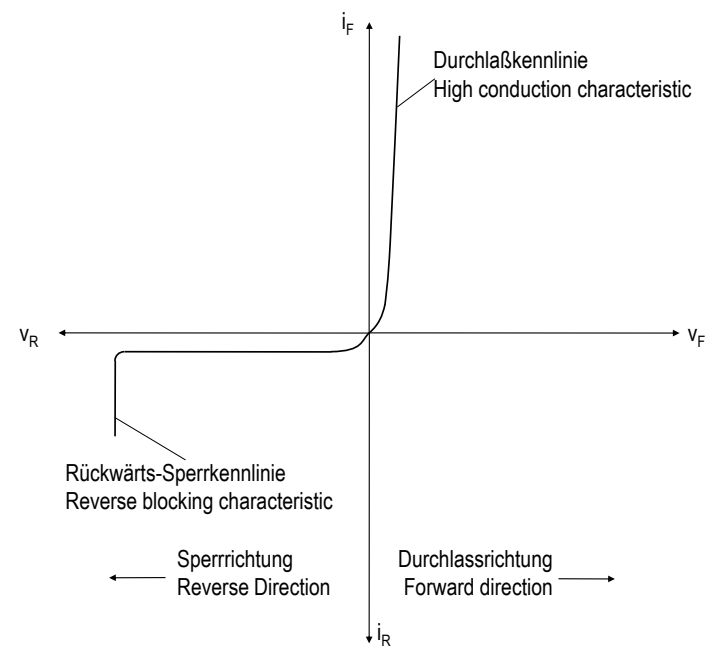 i_F
Durchlaßkennlinie
High conduction characteristic
v_R
v_F
Rückwärts-Sperrkennlinie
Reverse blocking characteristic
Sperrrichtung
Reverse Direction
Durchlassrichtung
Forward direction
i_R